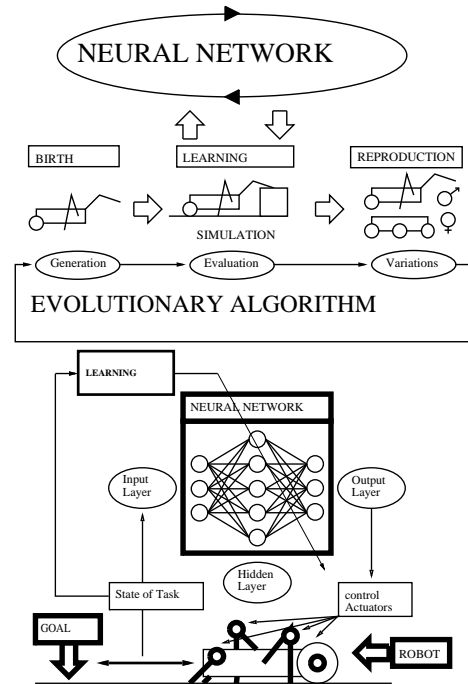 NEURAL NETWORK
BIRTH
LEARNING
REPRODUCTION
SIMULATION
Generation
Evaluation
Variations
EVOLUTIONARY ALGORITHM
LEARNING
NEURAL NETWORK
Input
Layer
Output
Layer
Hidden
Layer
State of Task
control
Actuators
GOAL
ROBOT